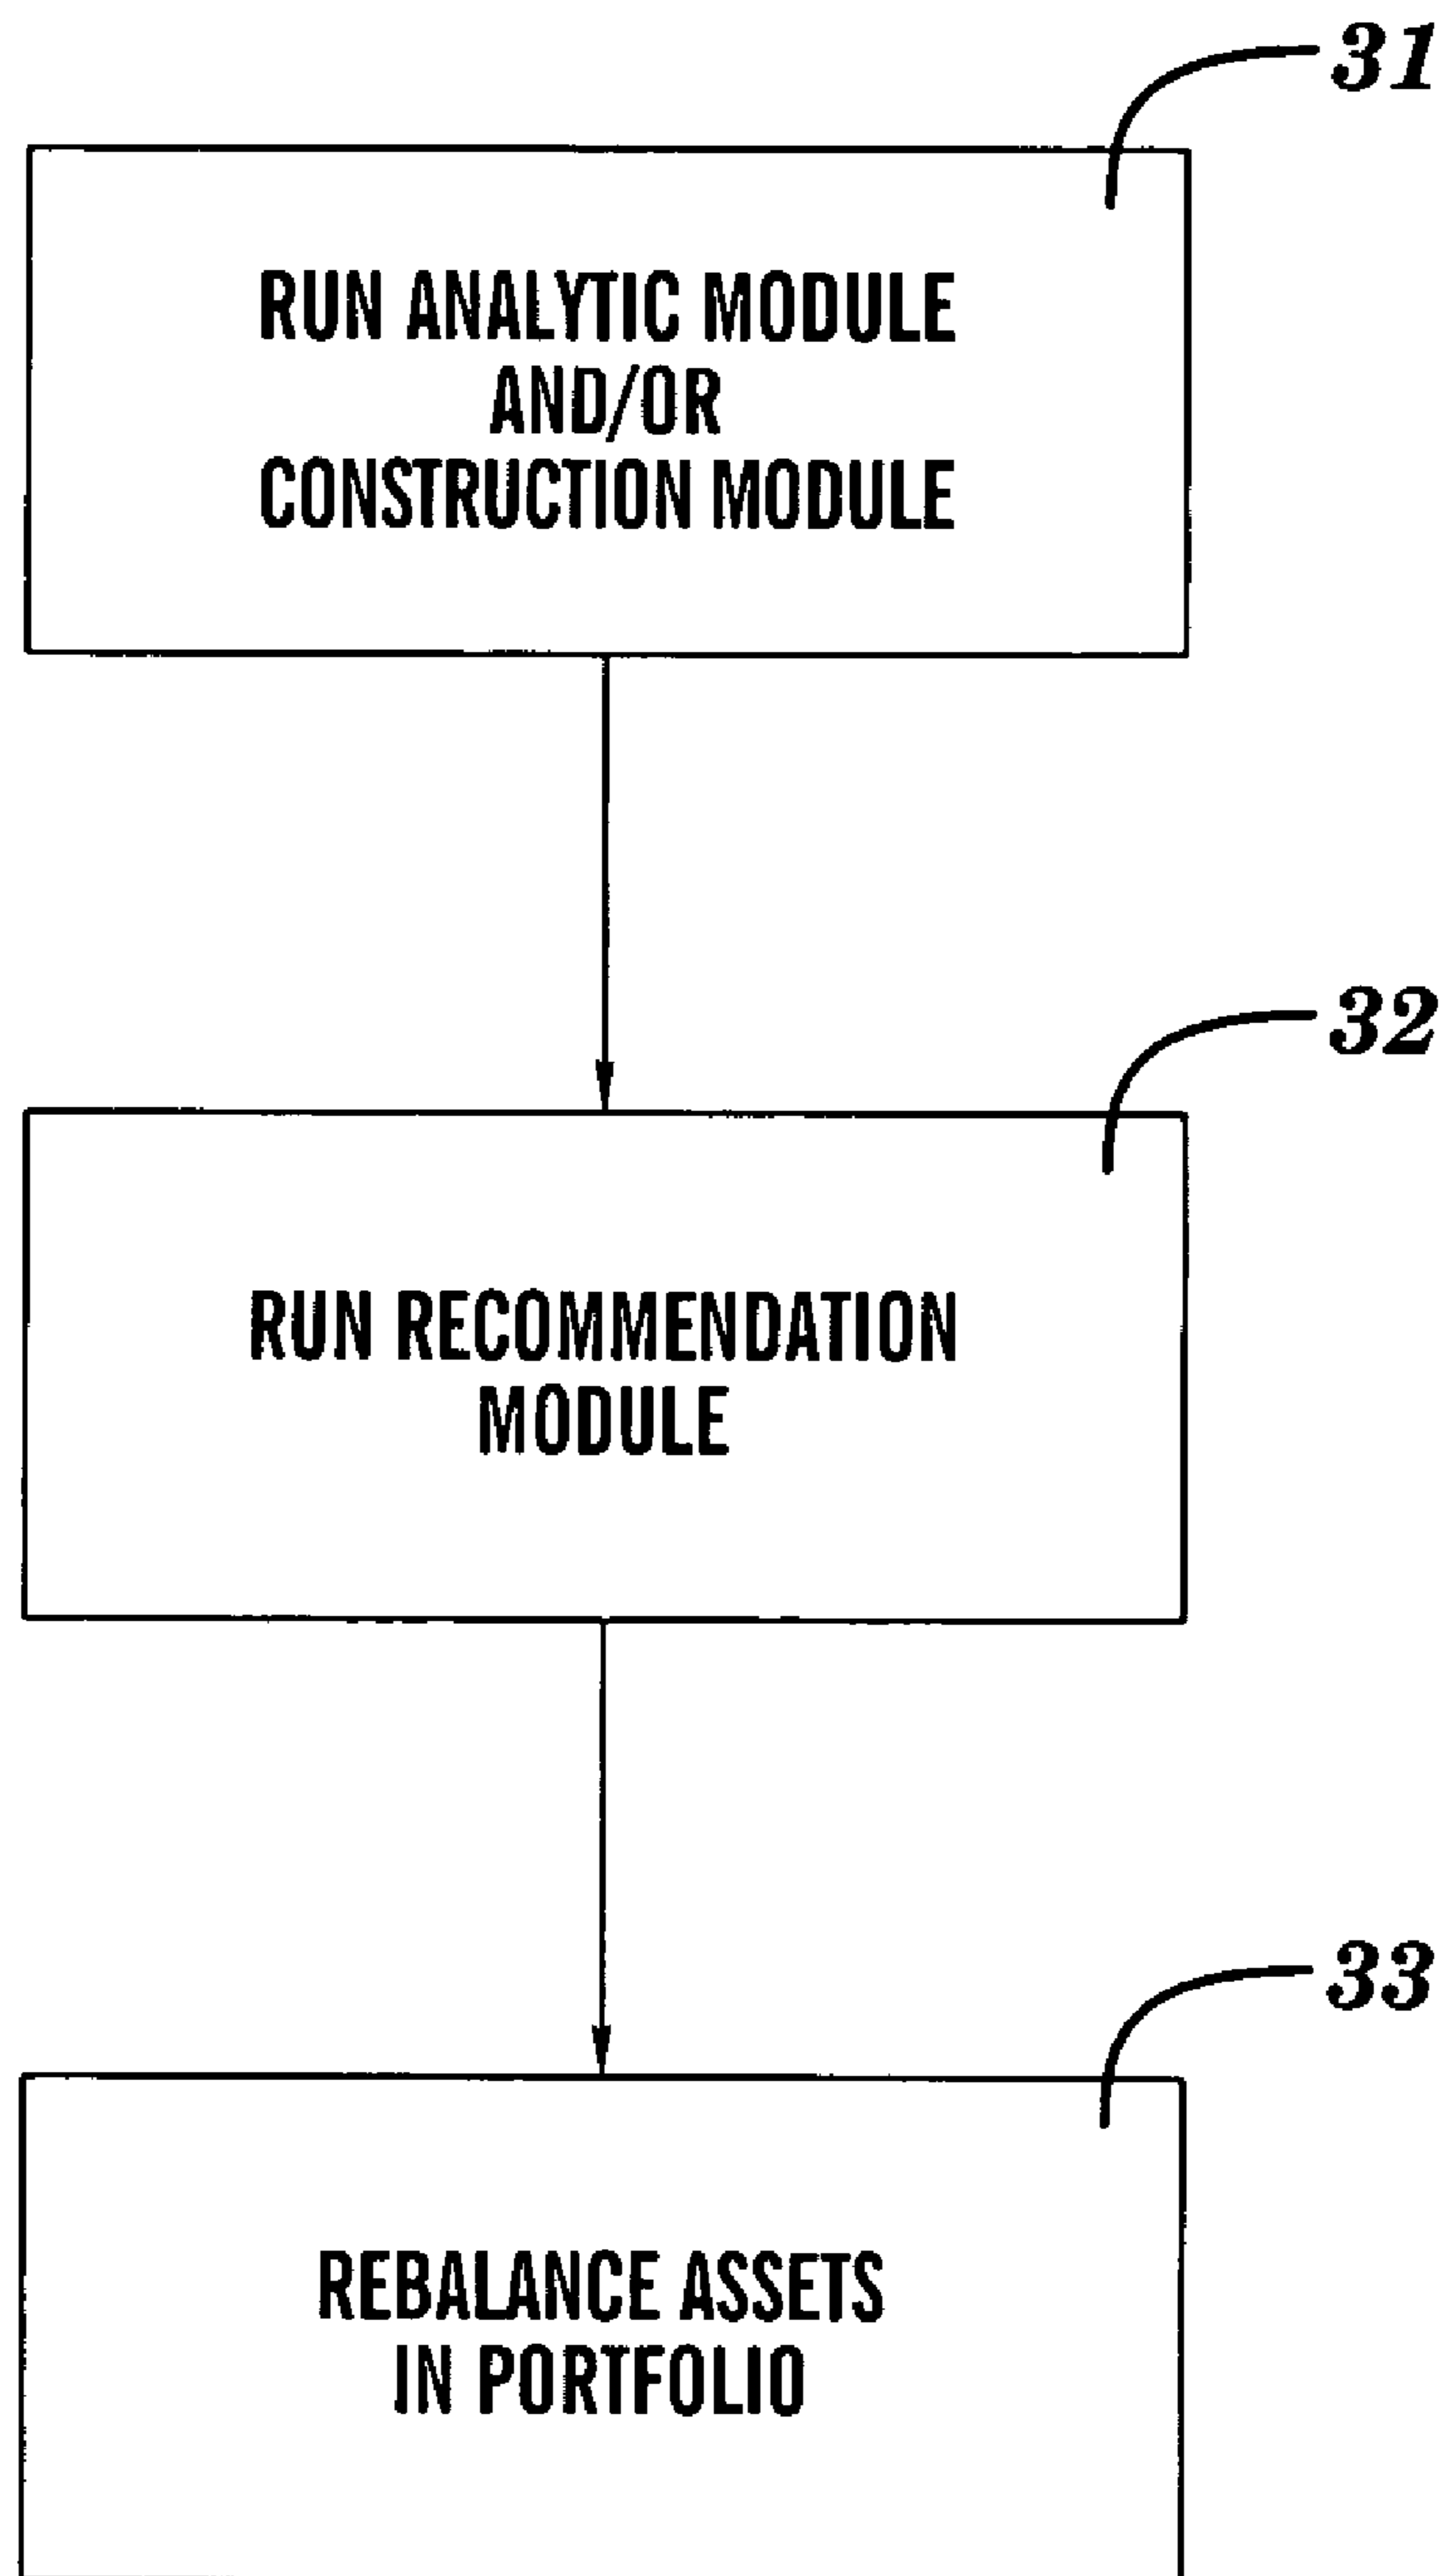 31
RUN ANALYTIC MODULE
AND/OR
CONSTRUCTION MODULE
32
RUN RECOMMENDATION
MODULE
33
REBALANCE ASSETS
IN PORTFOLIO